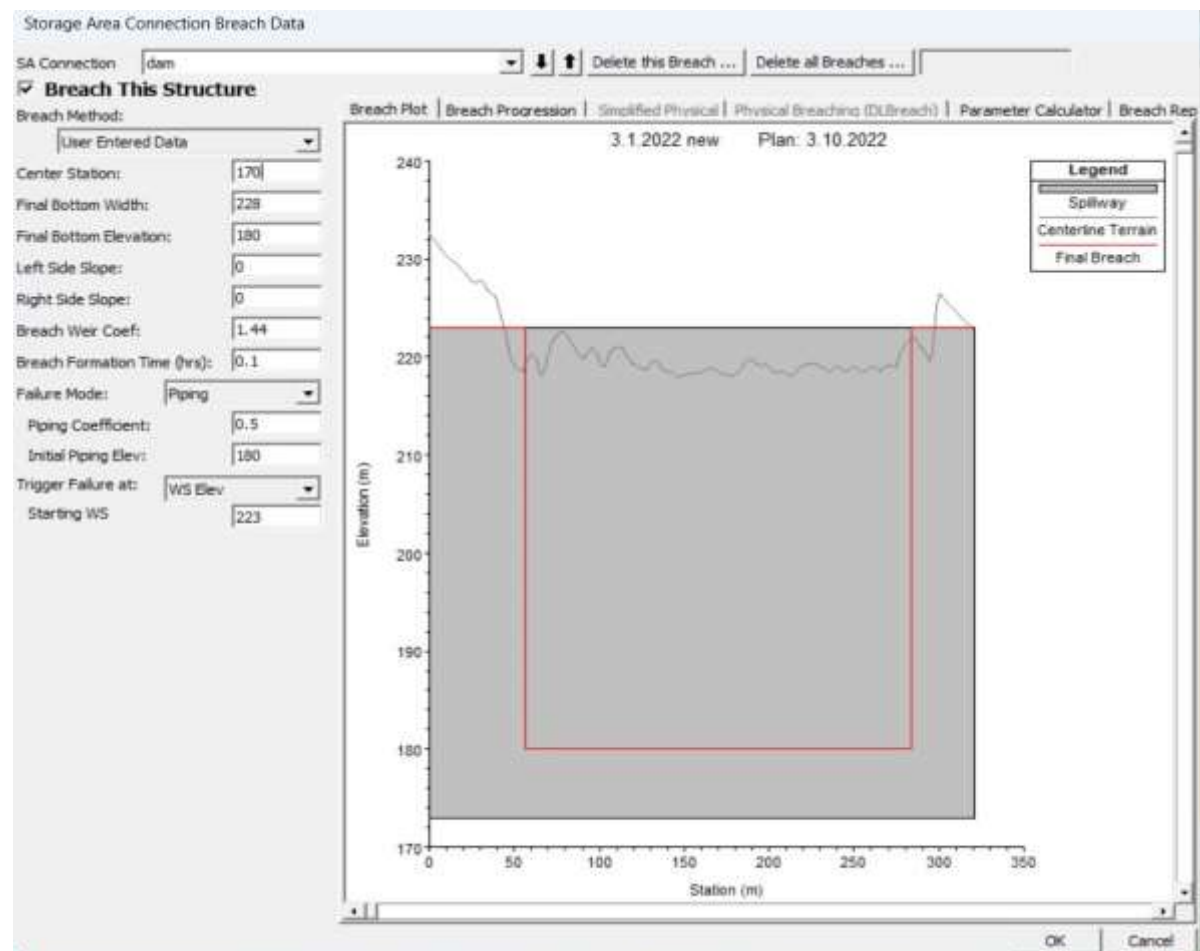 Storage Area Connection Breach Data
SA Connection dam Delete this Breach ... Delete all Breaches ...
Breach This Structure
Breach Method:
User Entered Data
Center Station: 170
Final Bottom Width: 228
Final Bottom Elevation: 180
Left Side Slope: 0
Right Side Slope: 0
Breach Weir Coef: 1.44
Breach Formation Time (hrs): 0.1
Failure Mode: Piping
Piping Coefficient: 0.5
Initial Piping Elev: 180
Trigger Failure at: WS Elev
Starting WS 223
Breach Plot Breach Progression Simplified Physical Physical Breaching (DLBreach) Parameter Calculator Breach Rep
3.1.2022 new Plan: 3.10.2022
Legend
Spillway
Centerline Terrain
Final Breach
240
230
220
210
200
190
180
170
Elevation (m)
0 50 100 150 200 250 300 350
Station (m)
OK Cancel